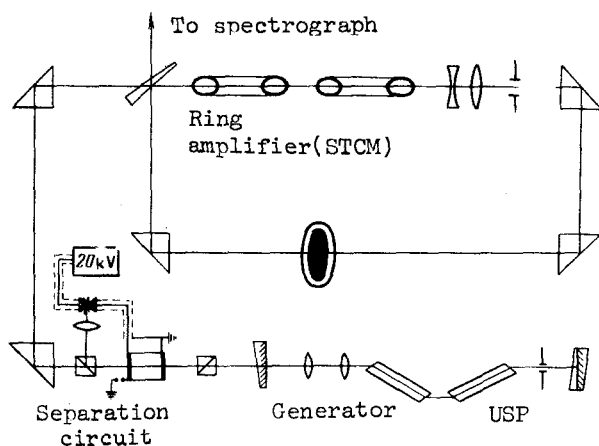 To spectrograph
Ring
amplifier(STCM)
20kV
Separation
circuit
Generator
USP